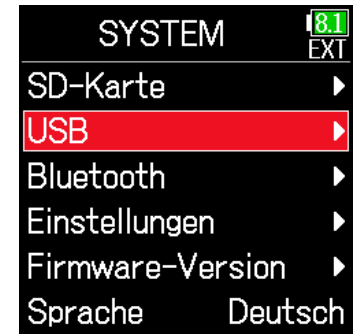 SYSTEM 8.1
EXT
SD-Karte
USB
Bluetooth
Einstellungen
Firmware-Version
Sprache Deutsch